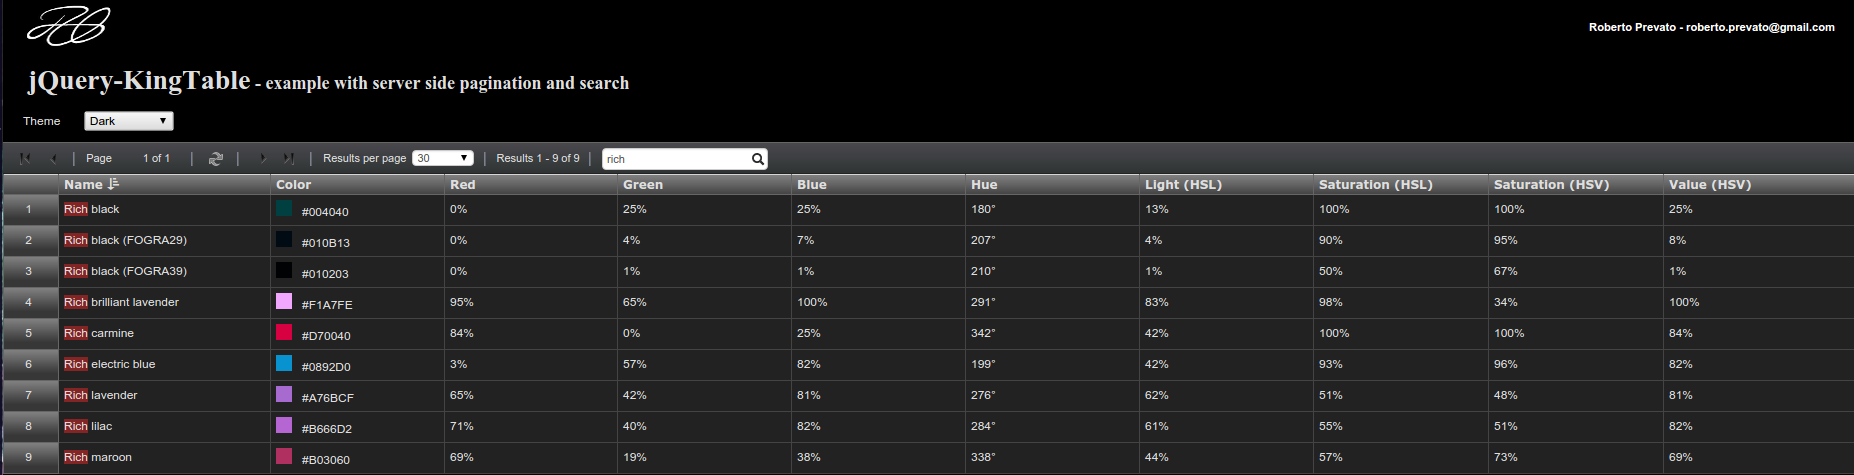 Roberto Prevato - roberto.prevato@gmail.com
jQuery-KingTable - example with server side pagination and search
Theme Dark
Page 1 of 1 Results per page 30 Results 1 - 9 of 9 rich
Name Color Red Green Blue Hue Light (HSL) Saturation (HSL) Saturation (HSV) Value (HSV)
1 Rich black #004040 0% 25% 25% 180° 13% 100% 100% 25%
2 Rich black (FOGRA29) #010B13 0% 4% 7% 207° 4% 90% 95% 8%
3 Rich black (FOGRA39) #010203 0% 1% 1% 210° 1% 50% 67% 1%
4 Rich brilliant lavender #F1A7FE 95% 65% 100% 291° 83% 98% 34% 100%
5 Rich carmine #D70040 84% 0% 25% 342° 42% 100% 100% 84%
6 Rich electric blue #0892D0 3% 57% 82% 199° 42% 93% 96% 82%
7 Rich lavender #A76BCF 65% 42% 81% 276° 62% 51% 48% 81%
8 Rich lilac #B666D2 71% 40% 82% 284° 61% 55% 51% 82%
9 Rich maroon #B03060 69% 19% 38% 338° 44% 57% 73% 69%